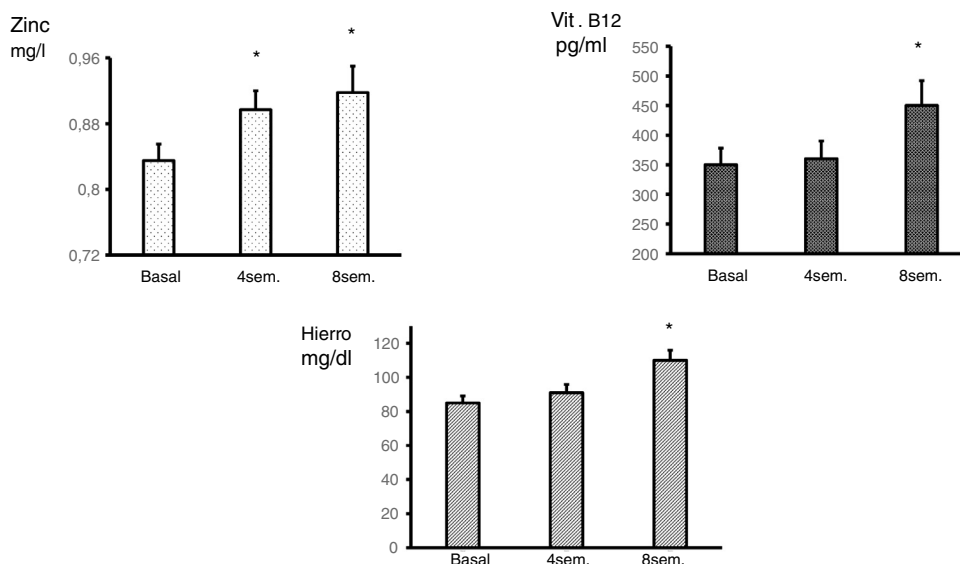 Zinc
mg/l
*
*
0,96
0,88
0,8
0,72
Basal 4sem. 8sem.
Vit . B12
pg/ml
*
550
500
450
400
350
300
250
200
Basal 4sem. 8sem.
Hierro
mg/dl
*
120
100
80
60
40
20
0
Basal 4sem. 8sem.